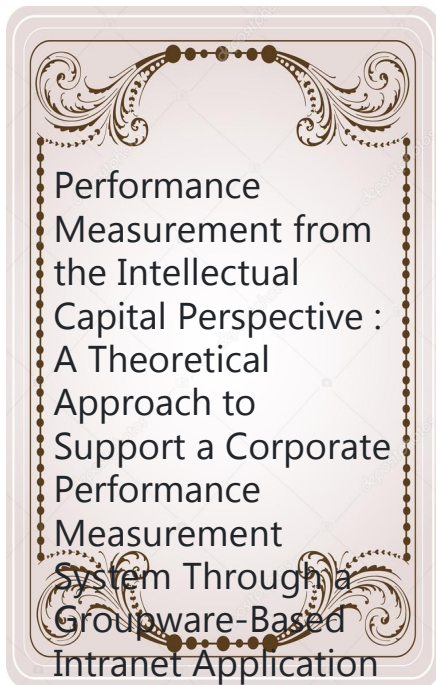 Performance
Measurement from
the Intellectual
Capital Perspective :
A Theoretical
Approach to
Support a Corporate
Performance
Measurement
System Through a
Groupware-Based
Intranet Application